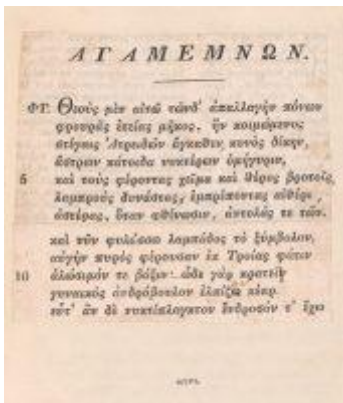 ΑΓΑΜΕΜΝΩΝ.
ΦΥ. Θεοὺς μὲν αἰτῶ τῶνδ' ἀπαλλαγὴν πόνων
φρουρᾶς ἐτείας μῆκος, ἣν κοιμώμενος
στέγαις Ἀτρειδῶν ἄγκαθεν, κυνὸς δίκην,
ἄστρων κάτοιδα νυκτέρων ὁμήγυριν,
5 καὶ τοὺς φέροντας χεῖμα καὶ θέρος βροτοῖς
λαμπροὺς δυνάστας, ἐμπρέποντας αἰθέρι
ἀστέρας, ὅταν φθίνωσιν, ἀντολάς τε τῶν.
καὶ νῦν φυλάσσω λαμπάδος τὸ ξύμβολον,
αὐγὴν πυρὸς φέρουσαν ἐκ Τροίας φάτιν
10 ἁλώσιμόν τε βάξιν· ὧδε γὰρ κρατεῖν
γυναικὸς ἀνδρόβουλον ἐλπίζω κέαρ.
εὖτ' ἂν δὲ νυκτίπλαγκτον ἔνδροσόν τ' ἔχω